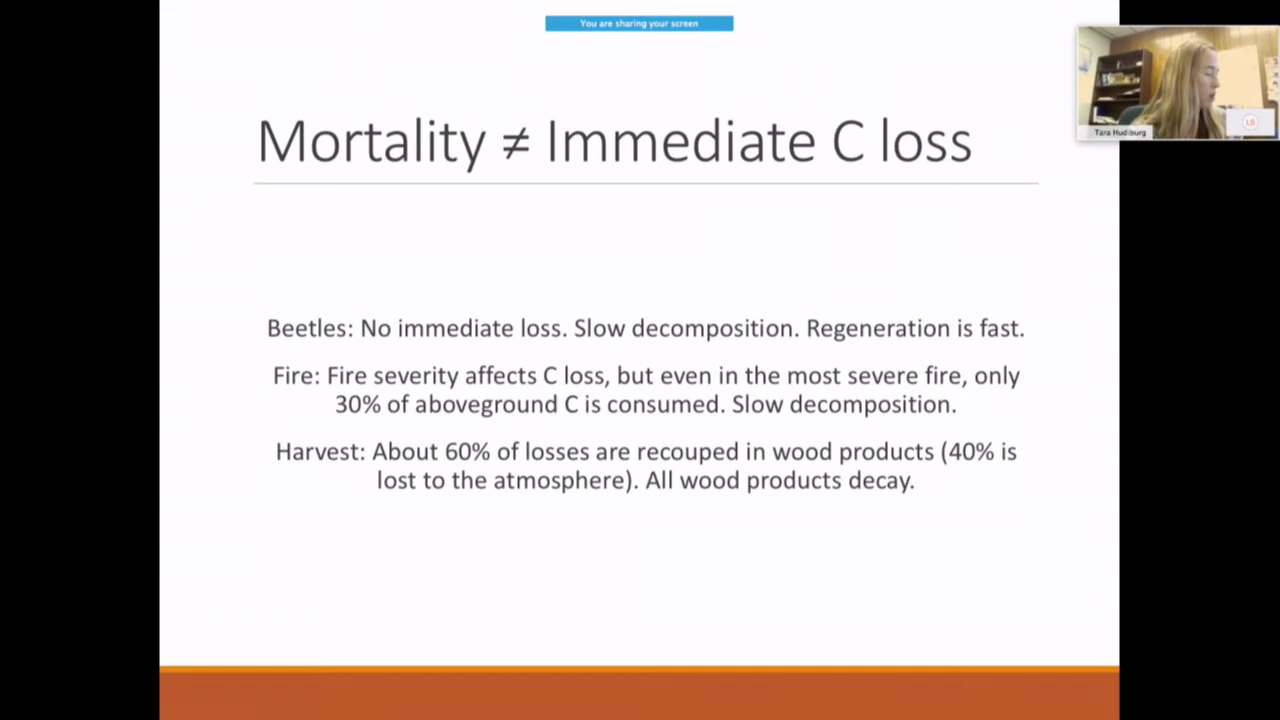 You are sharing your screen
Mortality ≠ Immediate C loss
Tara Hudiburg
LS
Beetles: No immediate loss. Slow decomposition. Regeneration is fast.
Fire: Fire severity affects C loss, but even in the most severe fire, only
30% of aboveground C is consumed. Slow decomposition.
Harvest: About 60% of losses are recouped in wood products (40% is
lost to the atmosphere). All wood products decay.